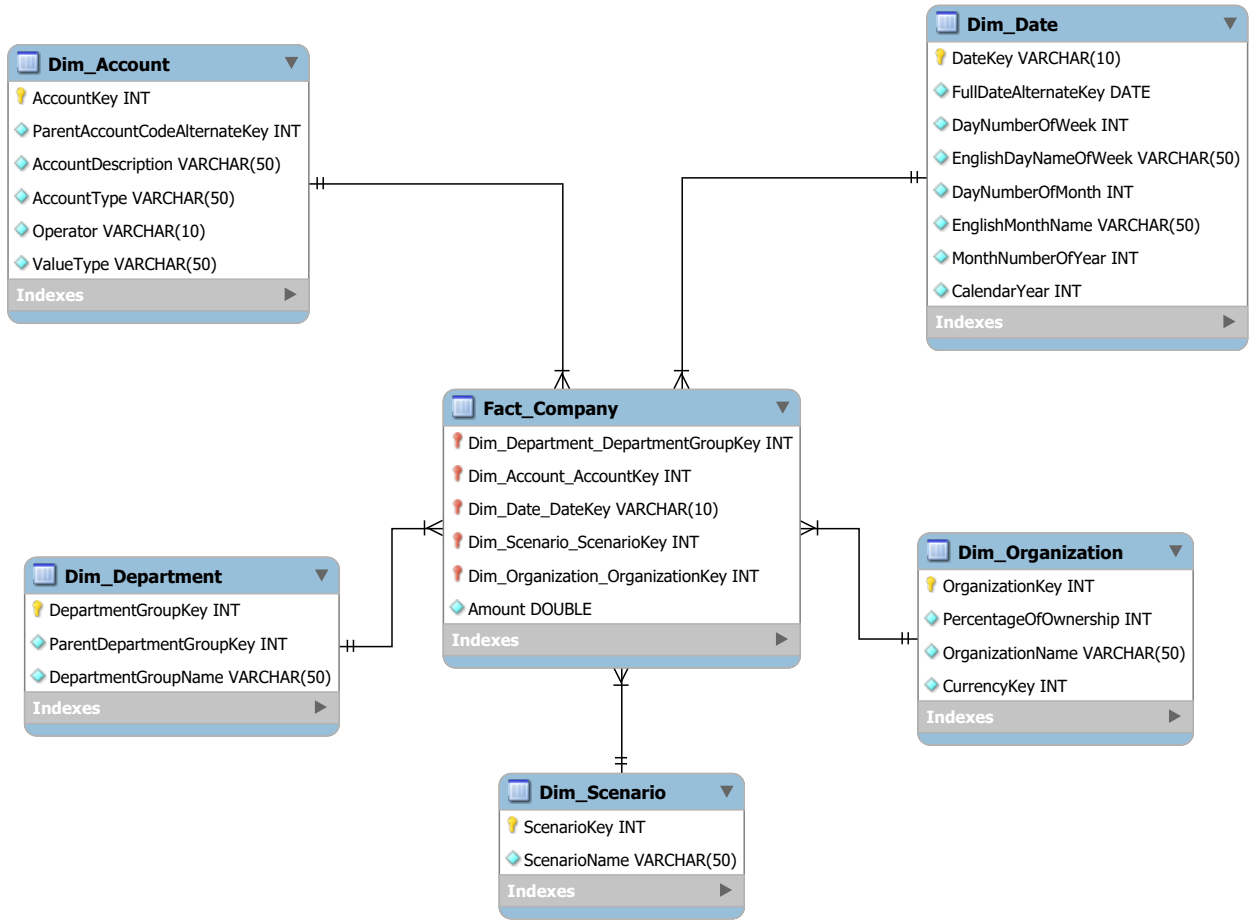 Dim_Account
AccountKey INT
ParentAccountCodeAlternateKey INT
AccountDescription VARCHAR(50)
AccountType VARCHAR(50)
Operator VARCHAR(10)
ValueType VARCHAR(50)
Indexes
Dim_Date
DateKey VARCHAR(10)
FullDateAlternateKey DATE
DayNumberOfWeek INT
EnglishDayNameOfWeek VARCHAR(50)
DayNumberOfMonth INT
EnglishMonthName VARCHAR(50)
MonthNumberOfYear INT
CalendarYear INT
Indexes
Fact_Company
Dim_Department_DepartmentGroupKey INT
Dim_Account_AccountKey INT
Dim_Date_DateKey VARCHAR(10)
Dim_Scenario_ScenarioKey INT
Dim_Organization_OrganizationKey INT
Amount DOUBLE
Indexes
Dim_Department
DepartmentGroupKey INT
ParentDepartmentGroupKey INT
DepartmentGroupName VARCHAR(50)
Indexes
Dim_Organization
OrganizationKey INT
PercentageOfOwnership INT
OrganizationName VARCHAR(50)
CurrencyKey INT
Indexes
Dim_Scenario
ScenarioKey INT
ScenarioName VARCHAR(50)
Indexes